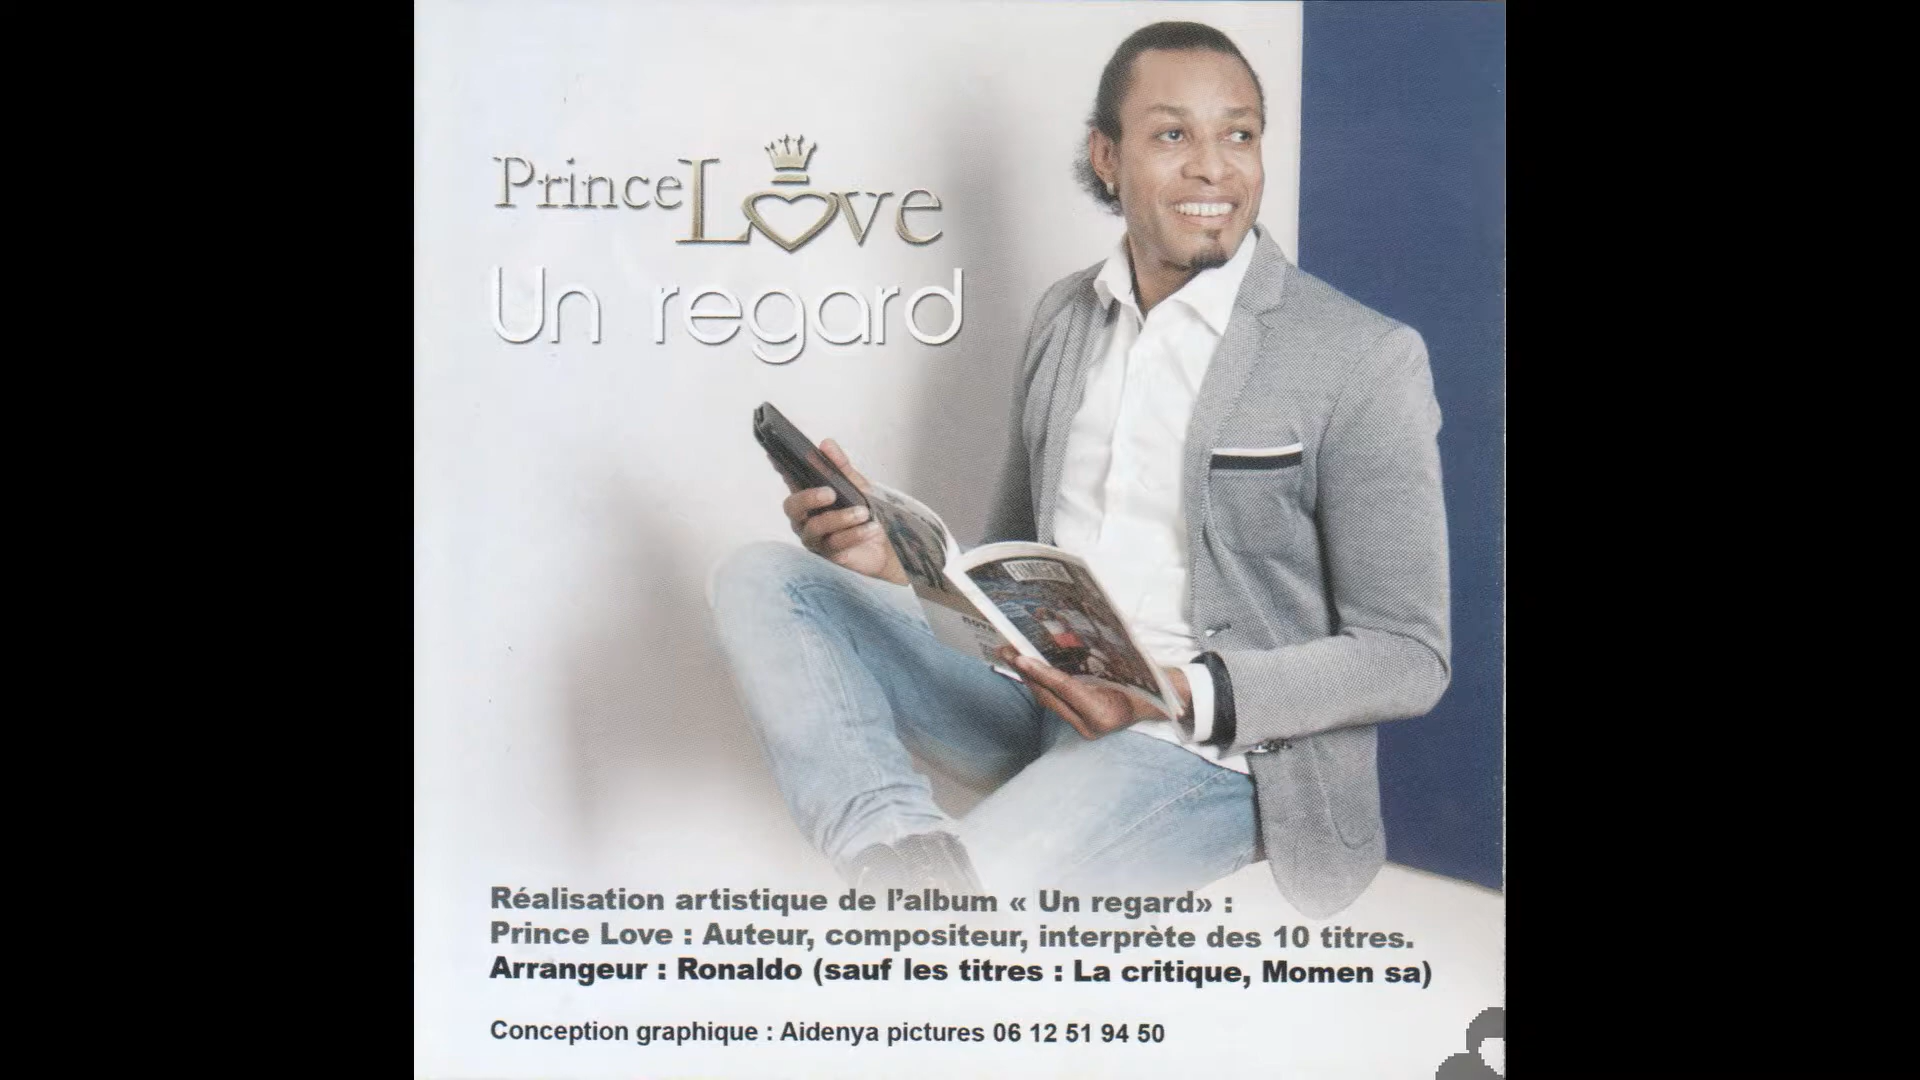 Prince Love
Un regard
Réalisation artistique de l’album « Un regard» :
Prince Love : Auteur, compositeur, interprète des 10 titres.
Arrangeur : Ronaldo (sauf les titres : La critique, Momen sa)
Conception graphique : Aidenya pictures 06 12 51 94 50